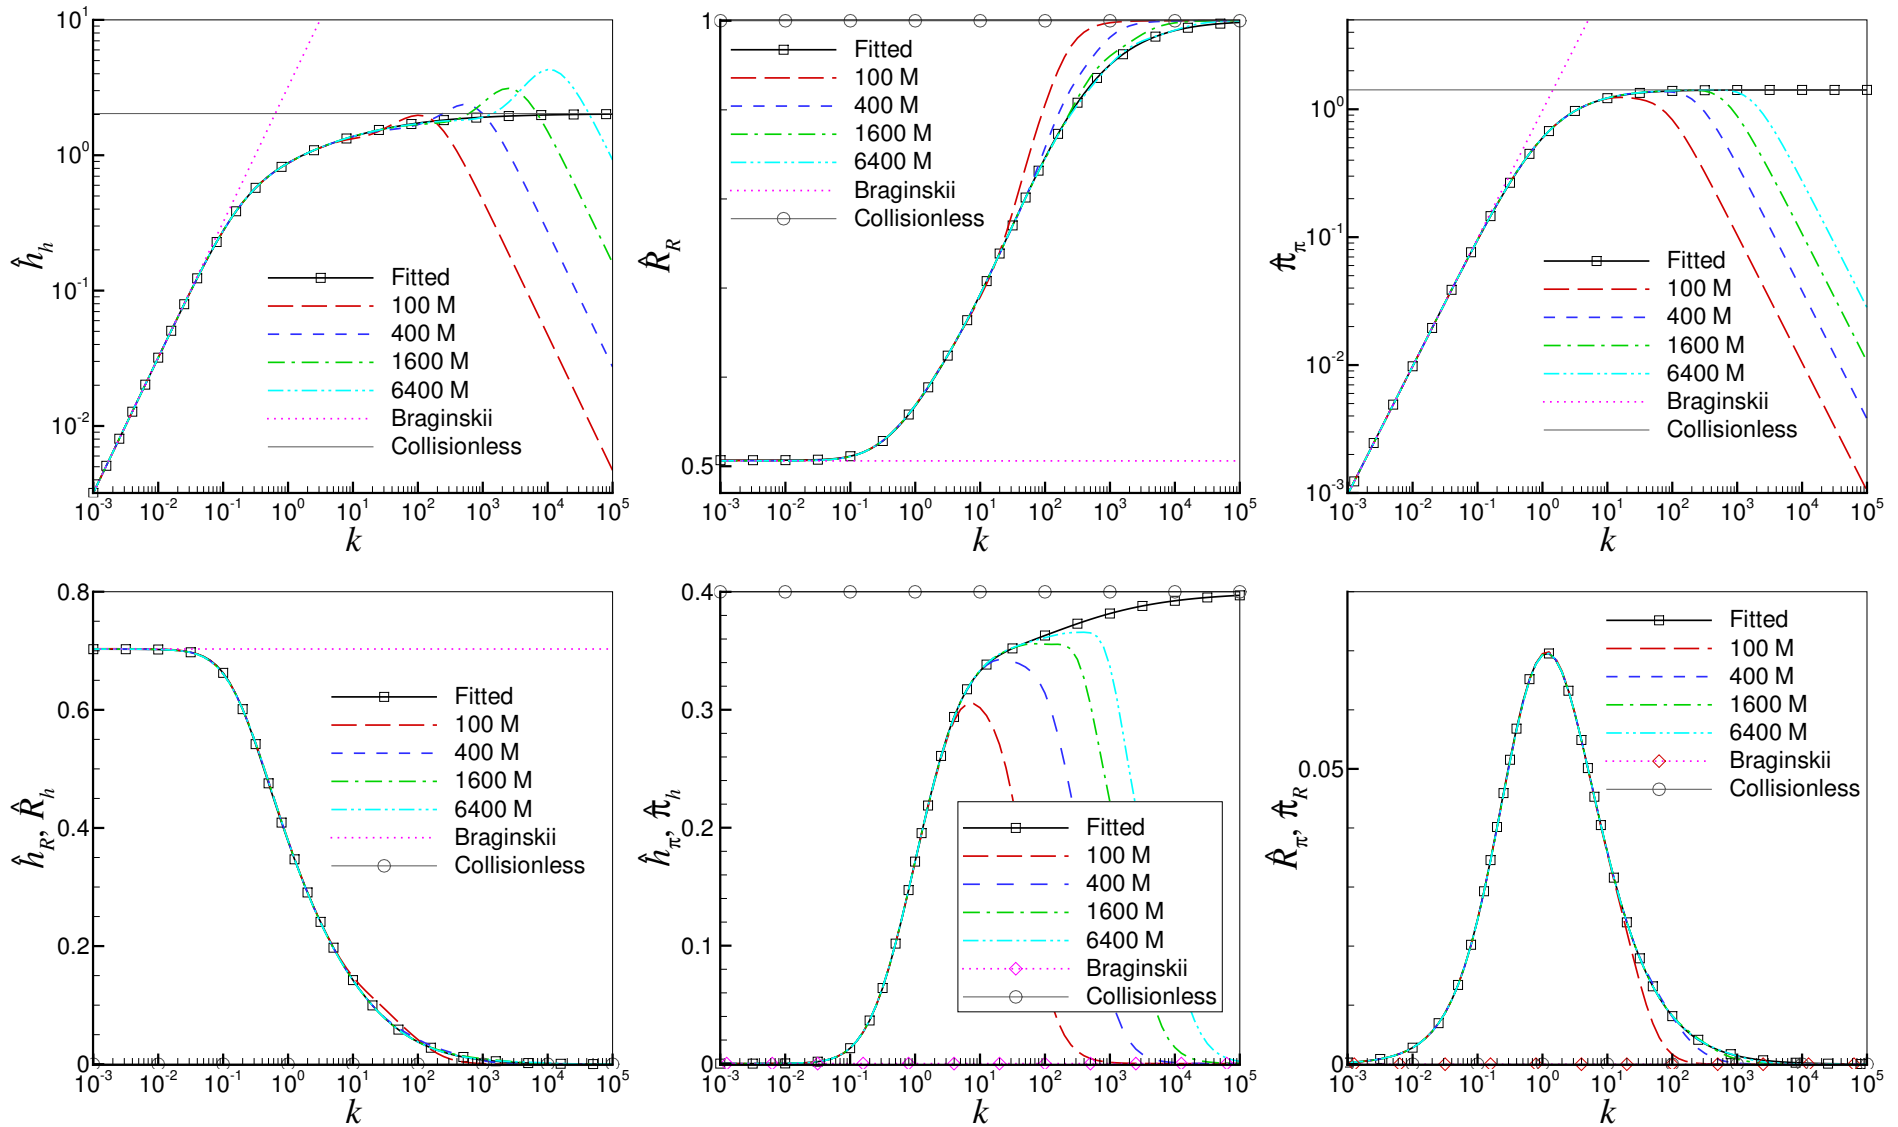 10^1
10^0
10^-1
10^-2
ĥ_h
Fitted
100 M
400 M
1600 M
6400 M
Braginskii
Collisionless
10^-3 10^-2 10^-1 10^0 10^1 10^2 10^3 10^4 10^5
k
1
0.5
R̂_R
Fitted
100 M
400 M
1600 M
6400 M
Braginskii
Collisionless
10^-3 10^-2 10^-1 10^0 10^1 10^2 10^3 10^4 10^5
k
10^0
10^-1
10^-2
10^-3
π̂_π
Fitted
100 M
400 M
1600 M
6400 M
Braginskii
Collisionless
10^-3 10^-2 10^-1 10^0 10^1 10^2 10^3 10^4 10^5
k
0.8
0.6
0.4
0.2
0
ĥ_R, R̂_h
Fitted
100 M
400 M
1600 M
6400 M
Braginskii
Collisionless
10^-3 10^-2 10^-1 10^0 10^1 10^2 10^3 10^4 10^5
k
0.4
0.3
0.2
0.1
0
ĥ_π, π̂_h
Fitted
100 M
400 M
1600 M
6400 M
Braginskii
Collisionless
10^-3 10^-2 10^-1 10^0 10^1 10^2 10^3 10^4 10^5
k
0.05
0
R̂_π, π̂_R
Fitted
100 M
400 M
1600 M
6400 M
Braginskii
Collisionless
10^-3 10^-2 10^-1 10^0 10^1 10^2 10^3 10^4 10^5
k